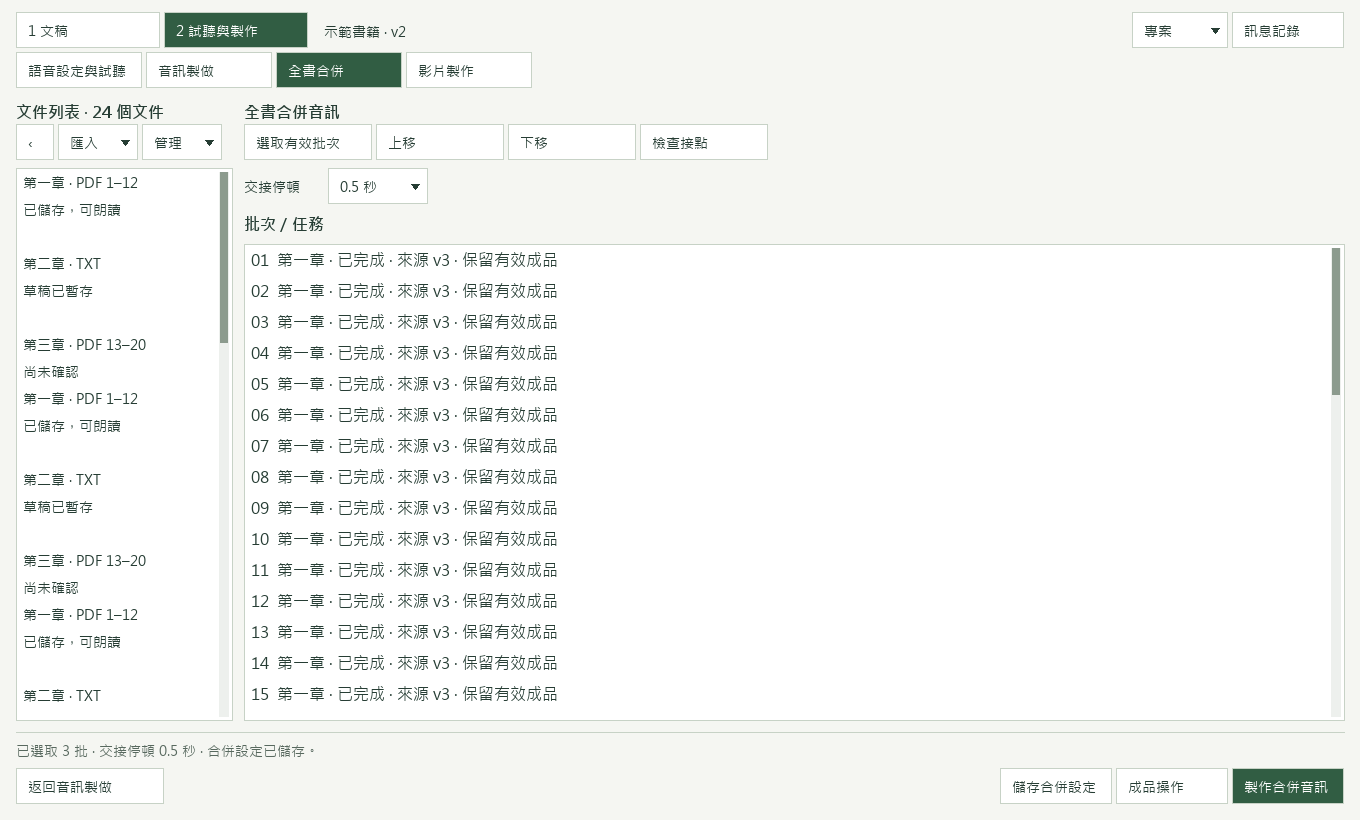 1 文稿
2 試聽與製作
示範書籍 · v2
專案
訊息記錄
語音設定與試聽
音訊製做
全書合併
影片製作
文件列表 · 24 個文件
‹
匯入
管理
第一章 · PDF 1–12
已儲存，可朗讀
第二章 · TXT
草稿已暫存
第三章 · PDF 13–20
尚未確認
第一章 · PDF 1–12
已儲存，可朗讀
第二章 · TXT
草稿已暫存
第三章 · PDF 13–20
尚未確認
第一章 · PDF 1–12
已儲存，可朗讀
第二章 · TXT
全書合併音訊
選取有效批次
上移
下移
檢查接點
交接停頓
0.5 秒
批次 / 任務
01 第一章 · 已完成 · 來源 v3 · 保留有效成品
02 第一章 · 已完成 · 來源 v3 · 保留有效成品
03 第一章 · 已完成 · 來源 v3 · 保留有效成品
04 第一章 · 已完成 · 來源 v3 · 保留有效成品
05 第一章 · 已完成 · 來源 v3 · 保留有效成品
06 第一章 · 已完成 · 來源 v3 · 保留有效成品
07 第一章 · 已完成 · 來源 v3 · 保留有效成品
08 第一章 · 已完成 · 來源 v3 · 保留有效成品
09 第一章 · 已完成 · 來源 v3 · 保留有效成品
10 第一章 · 已完成 · 來源 v3 · 保留有效成品
11 第一章 · 已完成 · 來源 v3 · 保留有效成品
12 第一章 · 已完成 · 來源 v3 · 保留有效成品
13 第一章 · 已完成 · 來源 v3 · 保留有效成品
14 第一章 · 已完成 · 來源 v3 · 保留有效成品
15 第一章 · 已完成 · 來源 v3 · 保留有效成品
已選取 3 批 · 交接停頓 0.5 秒 · 合併設定已儲存。
返回音訊製做
儲存合併設定
成品操作
製作合併音訊